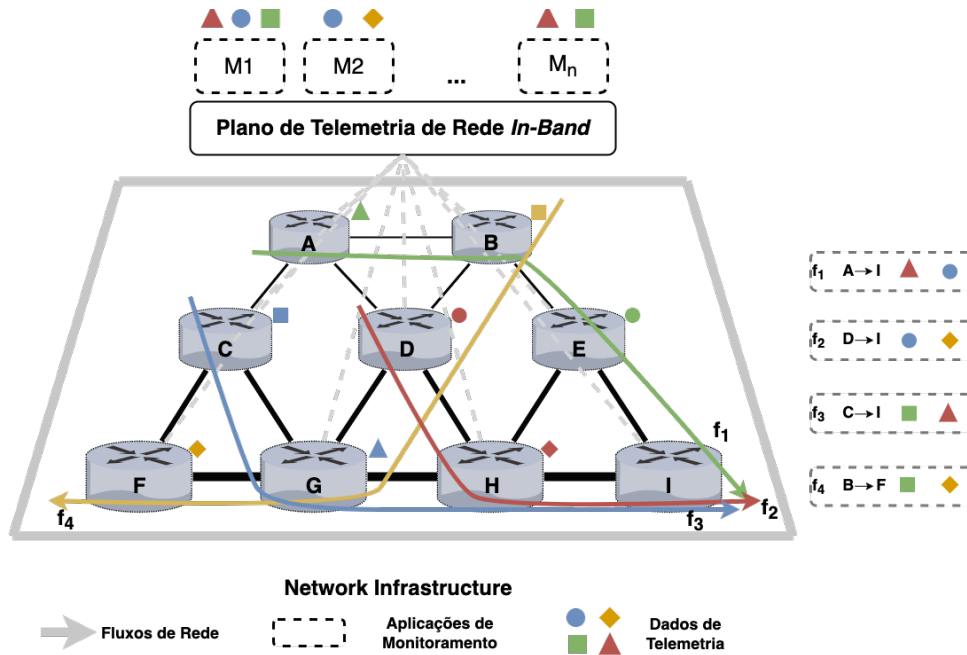 M1
M2
...
Mn
Plano de Telemetria de Rede In-Band
A
B
C
D
E
F
G
H
I
f1
f2
f3
f4
f1 A→I
f2 D→I
f3 C→I
f4 B→F
Network Infrastructure
Fluxos de Rede
Aplicações de
Monitoramento
Dados de
Telemetria